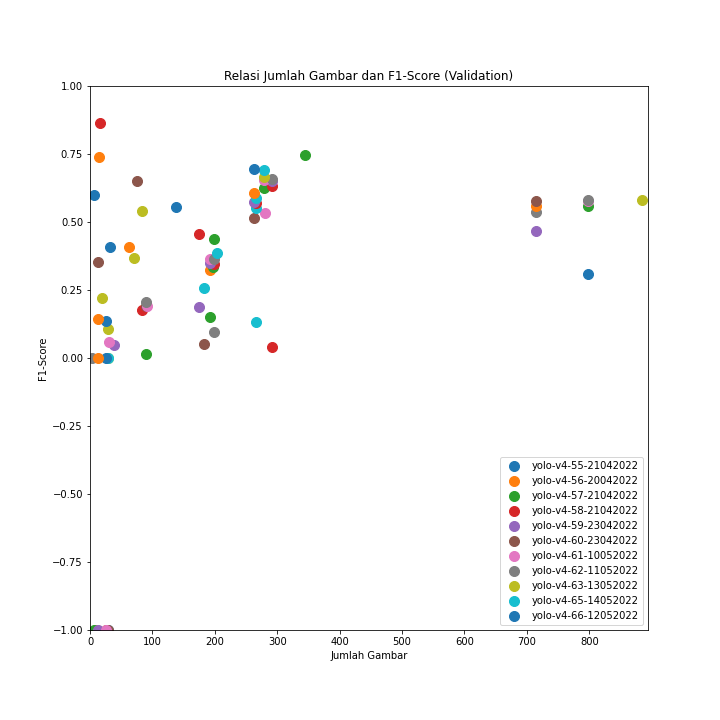 Relasi Jumlah Gambar dan F1-Score (Validation)
1.00
0.75
0.50
0.25
0.00
−0.25
−0.50
−0.75
−1.00
F1-Score
0 100 200 300 400 500 600 700 800
Jumlah Gambar
yolo-v4-55-21042022
yolo-v4-56-20042022
yolo-v4-57-21042022
yolo-v4-58-21042022
yolo-v4-59-23042022
yolo-v4-60-23042022
yolo-v4-61-10052022
yolo-v4-62-11052022
yolo-v4-63-13052022
yolo-v4-65-14052022
yolo-v4-66-12052022